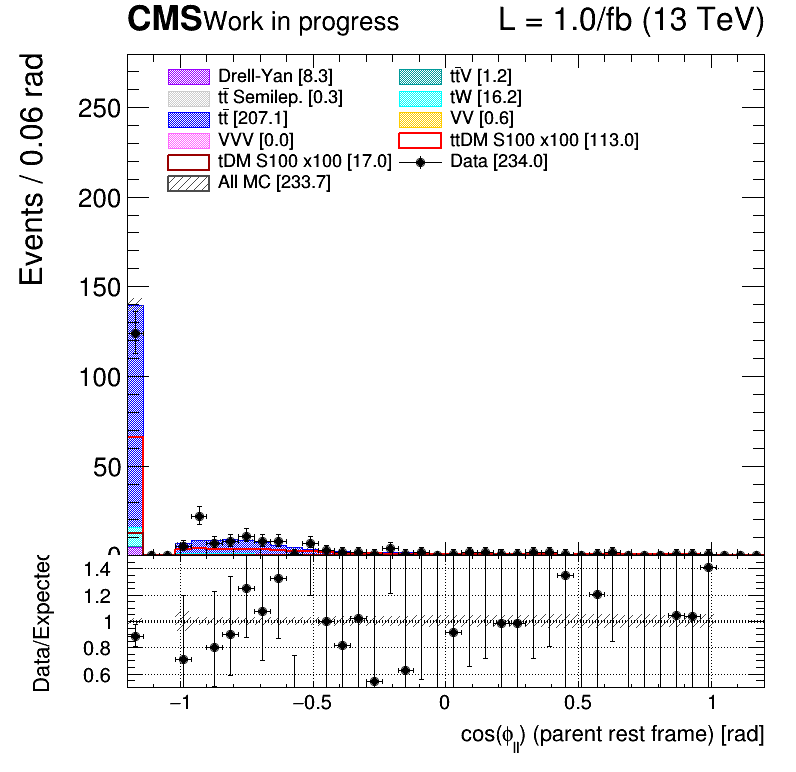 CMS Work in progress L = 1.0/fb (13 TeV)
Events / 0.06 rad
Drell-Yan [8.3] tt̄V [1.2]
tt̄ Semilep. [0.3] tW [16.2]
tt̄ [207.1] VV [0.6]
VVV [0.0] ttDM S100 x100 [113.0]
tDM S100 x100 [17.0] Data [234.0]
All MC [233.7]
250
200
150
100
50
0
Data/Expected
1.4
1.2
1
0.8
0.6
−1 −0.5 0 0.5 1
cos(ϕ_ll) (parent rest frame) [rad]